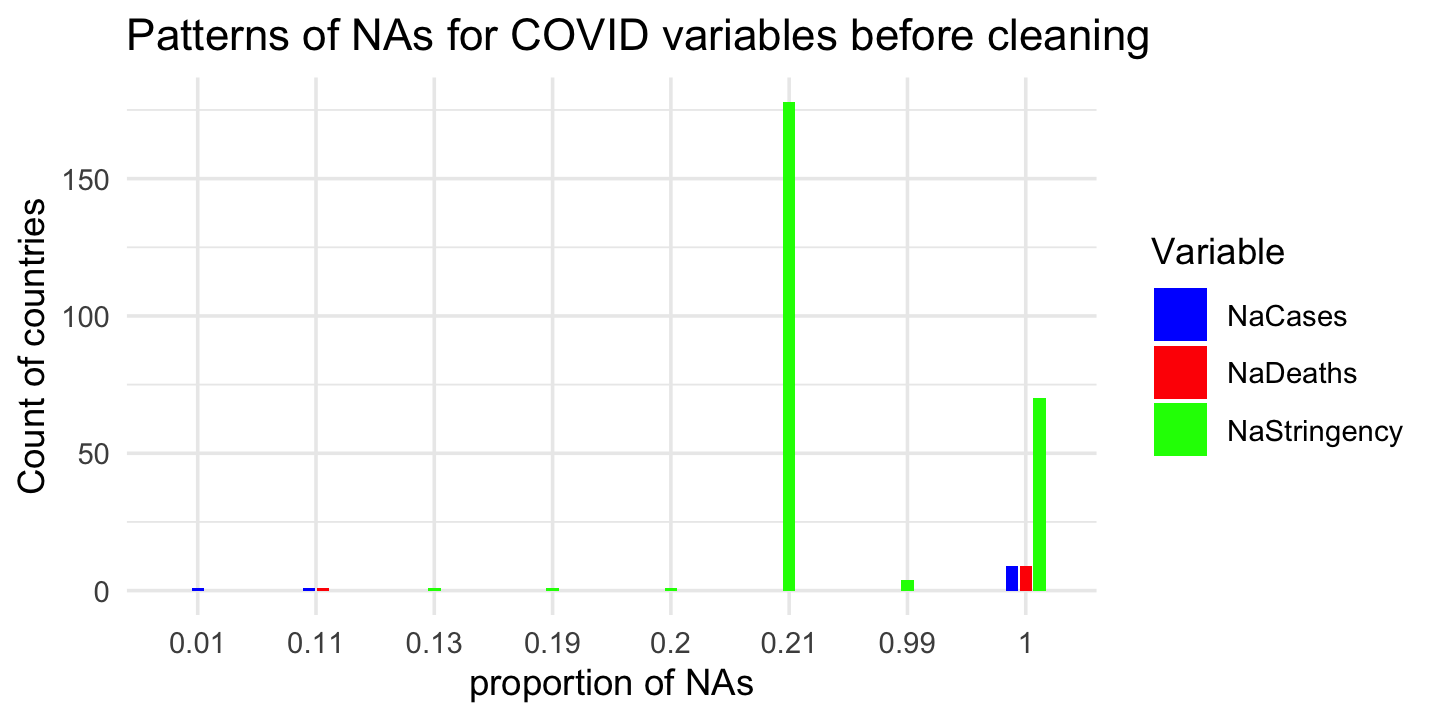 Patterns of NAs for COVID variables before cleaning
Count of countries
150
100
50
0
0.01
0.11
0.13
0.19
0.2
0.21
0.99
1
proportion of NAs
Variable
NaCases
NaDeaths
NaStringency